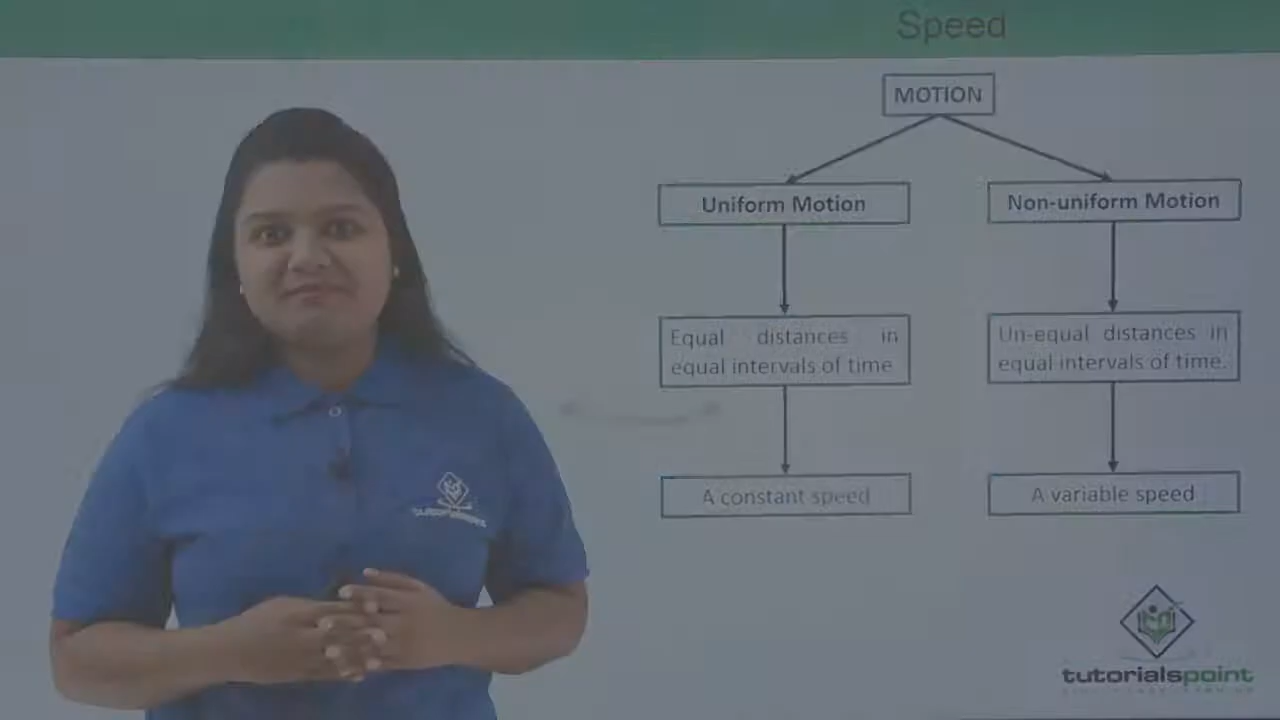 Speed
MOTION
Uniform Motion
Non-uniform Motion
Equal distances in
equal intervals of time
Un-equal distances in
equal intervals of time.
A constant speed
A variable speed
tutorialspoint
tutorialspoint